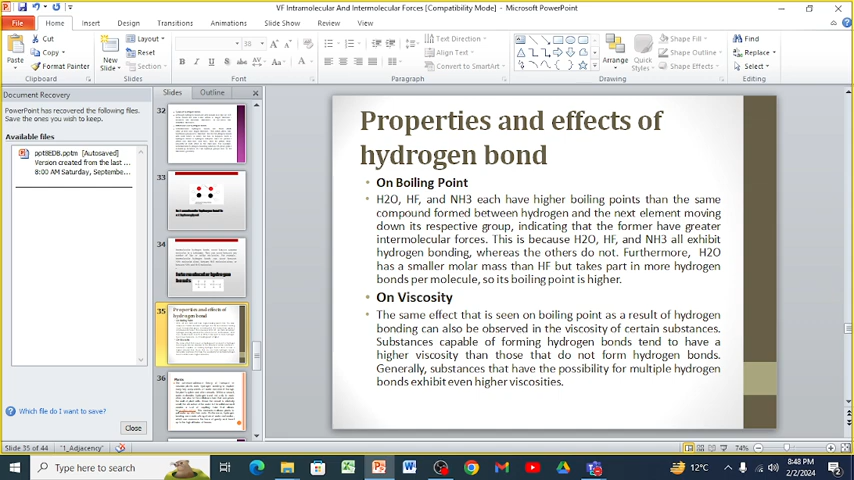 VF Intramolecular And Intermolecular Forces [Compatibility Mode] - Microsoft PowerPoint
File Home Insert Design Transitions Animations Slide Show Review View
Cut
Copy
Format Painter
Paste
Clipboard
New
Slide
Layout
Reset
Section
Slides
Font
Text Direction
Align Text
Convert to SmartArt
Paragraph
Arrange
Quick
Styles
Shape Fill
Shape Outline
Shape Effects
Drawing
Find
Replace
Select
Editing
Document Recovery
PowerPoint has recovered the following files.
Save the ones you wish to keep.
Available files
ppt8EDB.pptm [Autosaved]
Version created from the last ...
8:00 AM Saturday, Septembe...
Which file do I want to save?
Close
Slides Outline
32
33
34
Intermolecular hydrogen
bonds
35
Properties and effects of
hydrogen bond
36
Properties and effects of
hydrogen bond
• On Boiling Point
• H2O, HF, and NH3 each have higher boiling points than the same
compound formed between hydrogen and the next element moving
down its respective group, indicating that the former have greater
intermolecular forces. This is because H2O, HF, and NH3 all exhibit
hydrogen bonding, whereas the others do not. Furthermore, H2O
has a smaller molar mass than HF but takes part in more hydrogen
bonds per molecule, so its boiling point is higher.
• On Viscosity
• The same effect that is seen on boiling point as a result of hydrogen
bonding can also be observed in the viscosity of certain substances.
Substances capable of forming hydrogen bonds tend to have a
higher viscosity than those that do not form hydrogen bonds.
Generally, substances that have the possibility for multiple hydrogen
bonds exhibit even higher viscosities.
Slide 35 of 44
"1_Adjacency"
74%
Type here to search
12°C
8:48 PM
2/2/2024